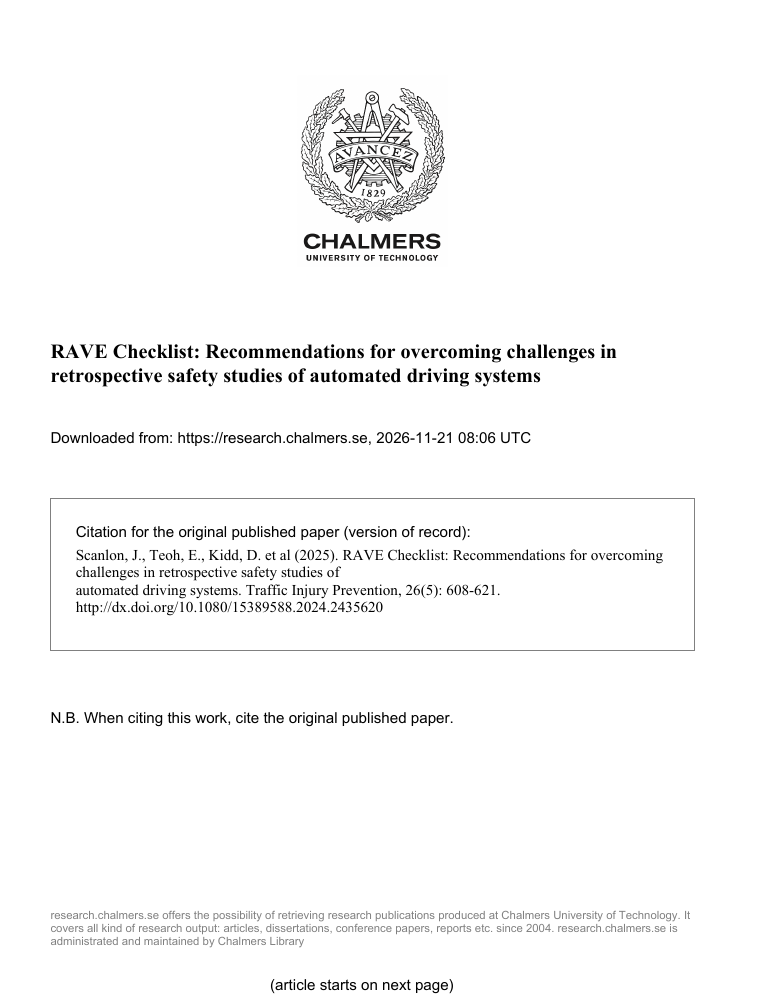 AVANCEZ
1829
CHALMERS
UNIVERSITY OF TECHNOLOGY
RAVE Checklist: Recommendations for overcoming challenges in
retrospective safety studies of automated driving systems
Downloaded from: https://research.chalmers.se, 2026-11-21 08:06 UTC
Citation for the original published paper (version of record):
Scanlon, J., Teoh, E., Kidd, D. et al (2025). RAVE Checklist: Recommendations for overcoming
challenges in retrospective safety studies of
automated driving systems. Traffic Injury Prevention, 26(5): 608-621.
http://dx.doi.org/10.1080/15389588.2024.2435620
N.B. When citing this work, cite the original published paper.
research.chalmers.se offers the possibility of retrieving research publications produced at Chalmers University of Technology. It
covers all kind of research output: articles, dissertations, conference papers, reports etc. since 2004. research.chalmers.se is
administrated and maintained by Chalmers Library
(article starts on next page)